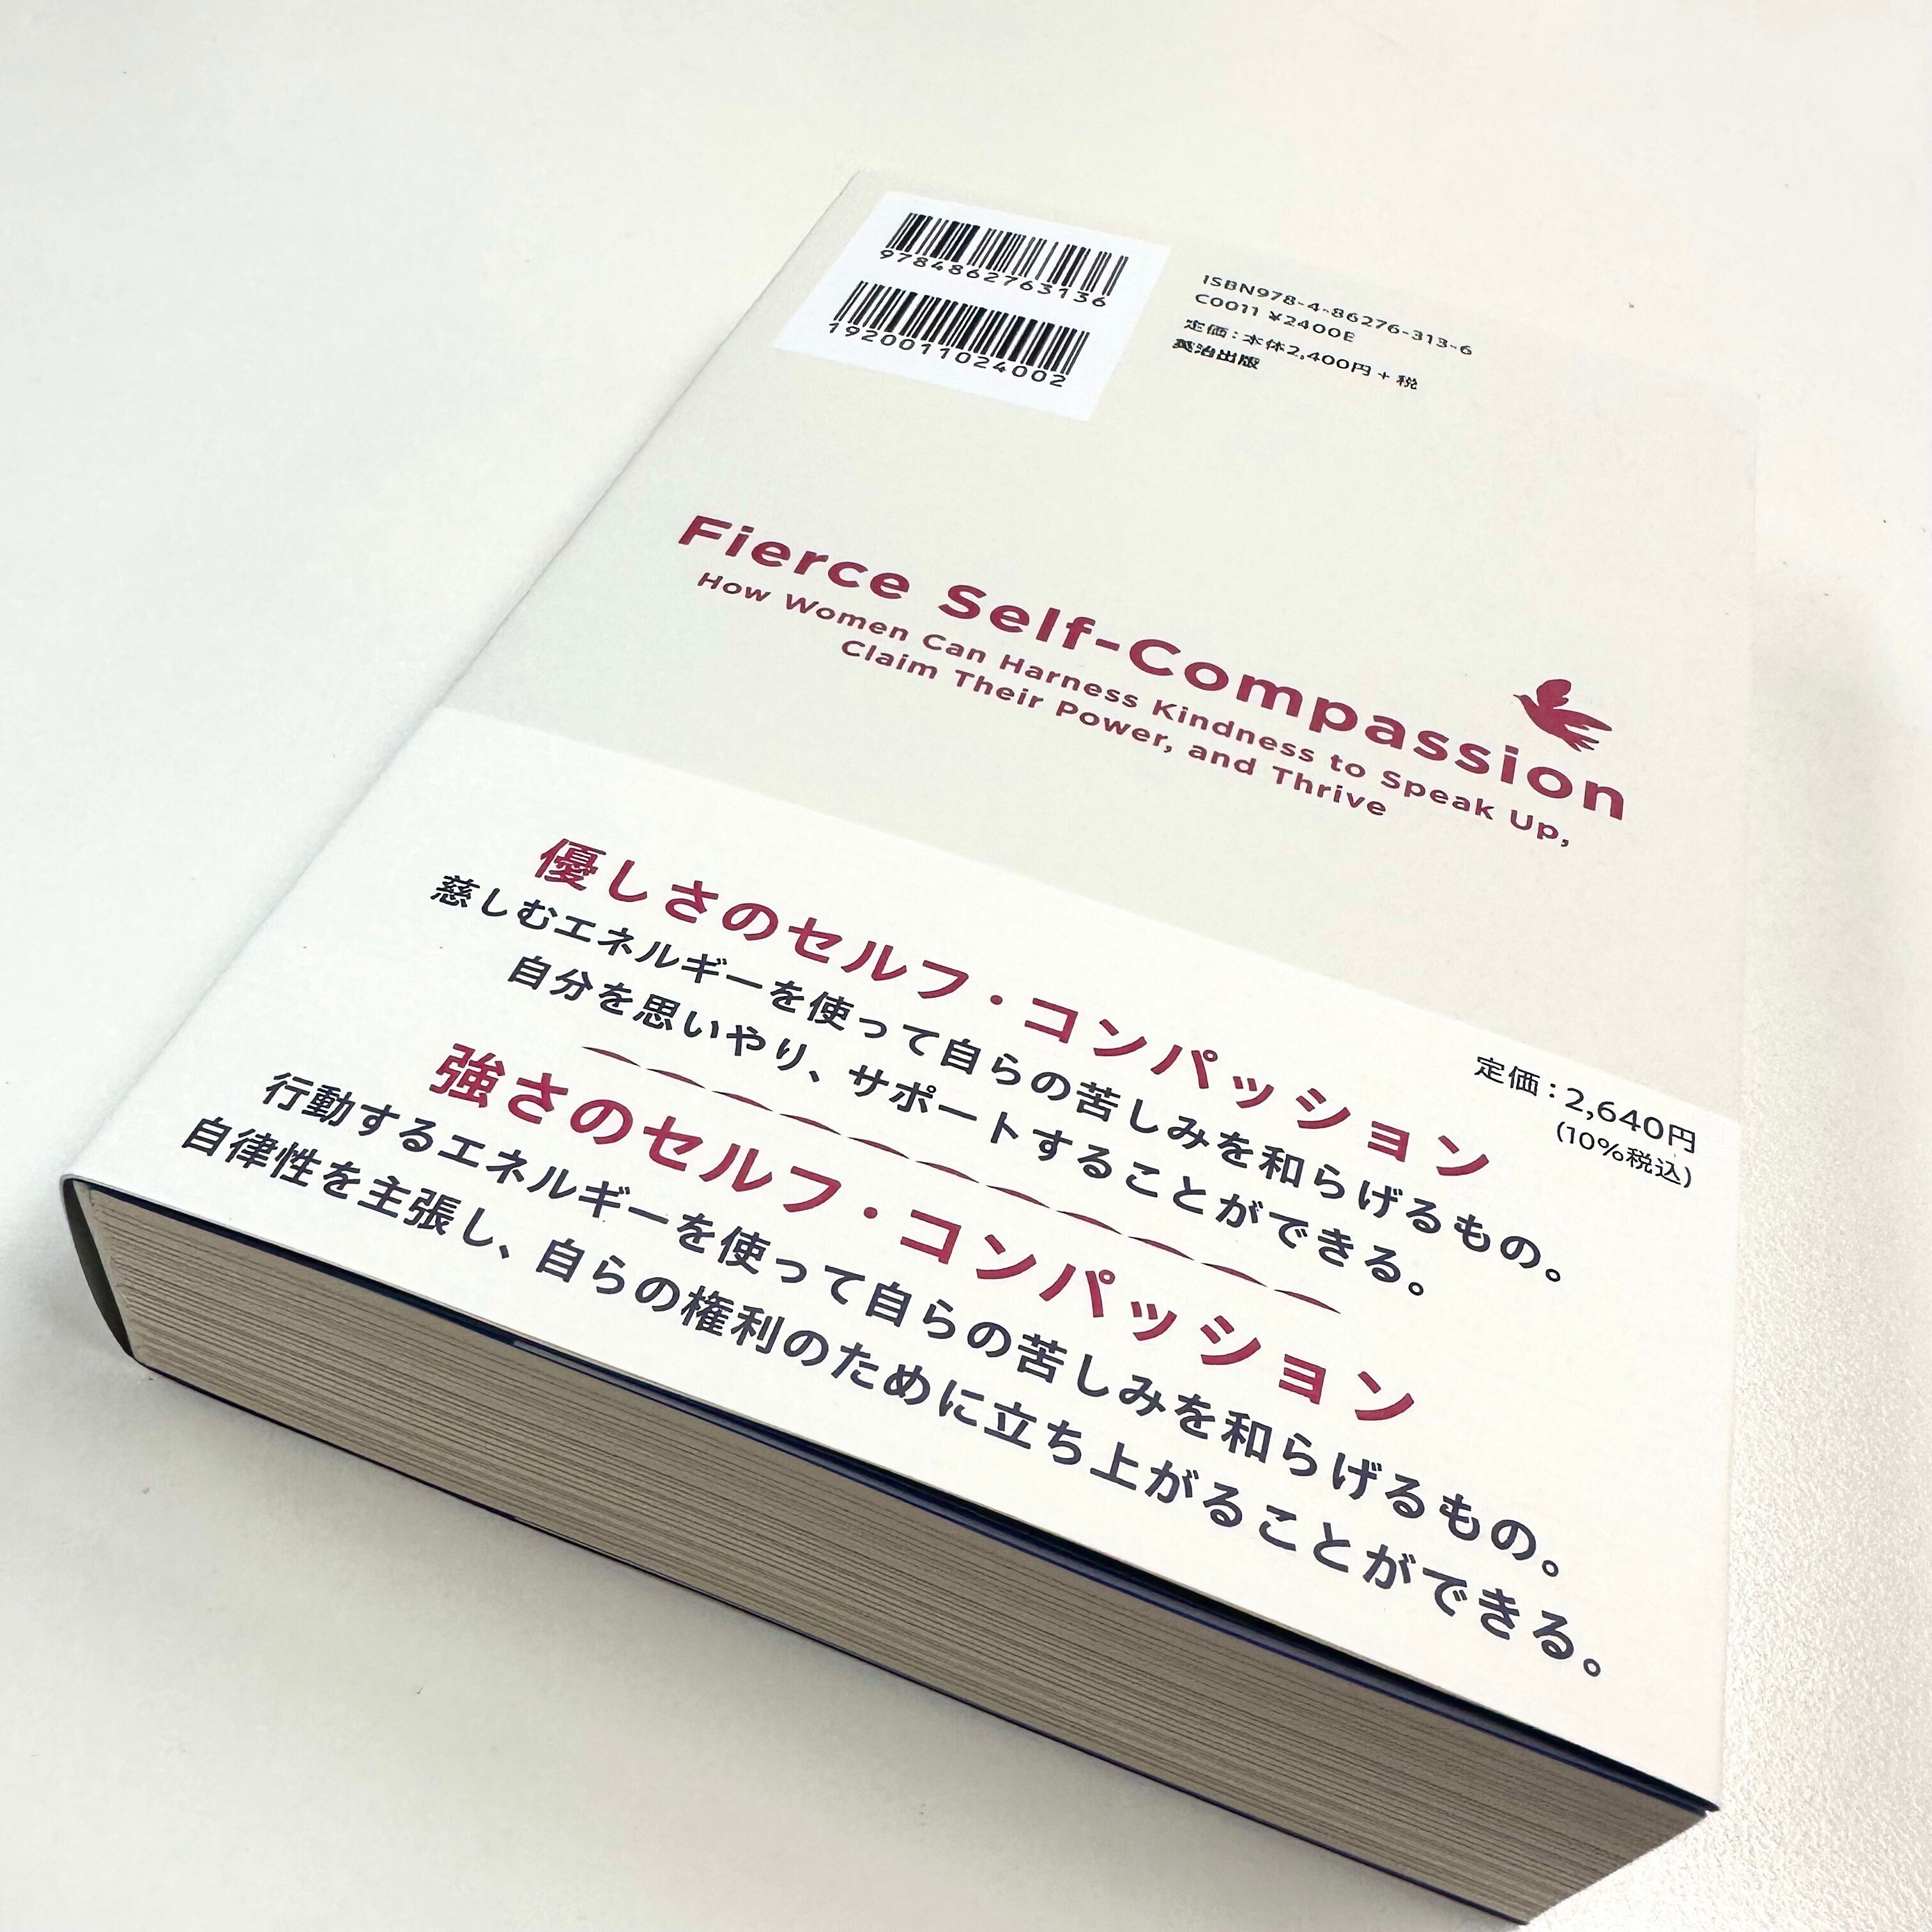 9784862763136
1920011024002
ISBN978-4-86276-313-6
C0011 ¥2400E
定価：本体2,400円＋税
英治出版
Fierce Self-Compassion
How Women Can Harness Kindness to Speak Up,
Claim Their Power, and Thrive
定価：2,640円
(10%税込)
優しさのセルフ・コンパッション
慈しむエネルギーを使って自らの苦しみを和らげるもの。
自分を思いやり、サポートすることができる。
強さのセルフ・コンパッション
行動するエネルギーを使って自らの苦しみを和らげるもの。
自律性を主張し、自らの権利のために立ち上がることができる。